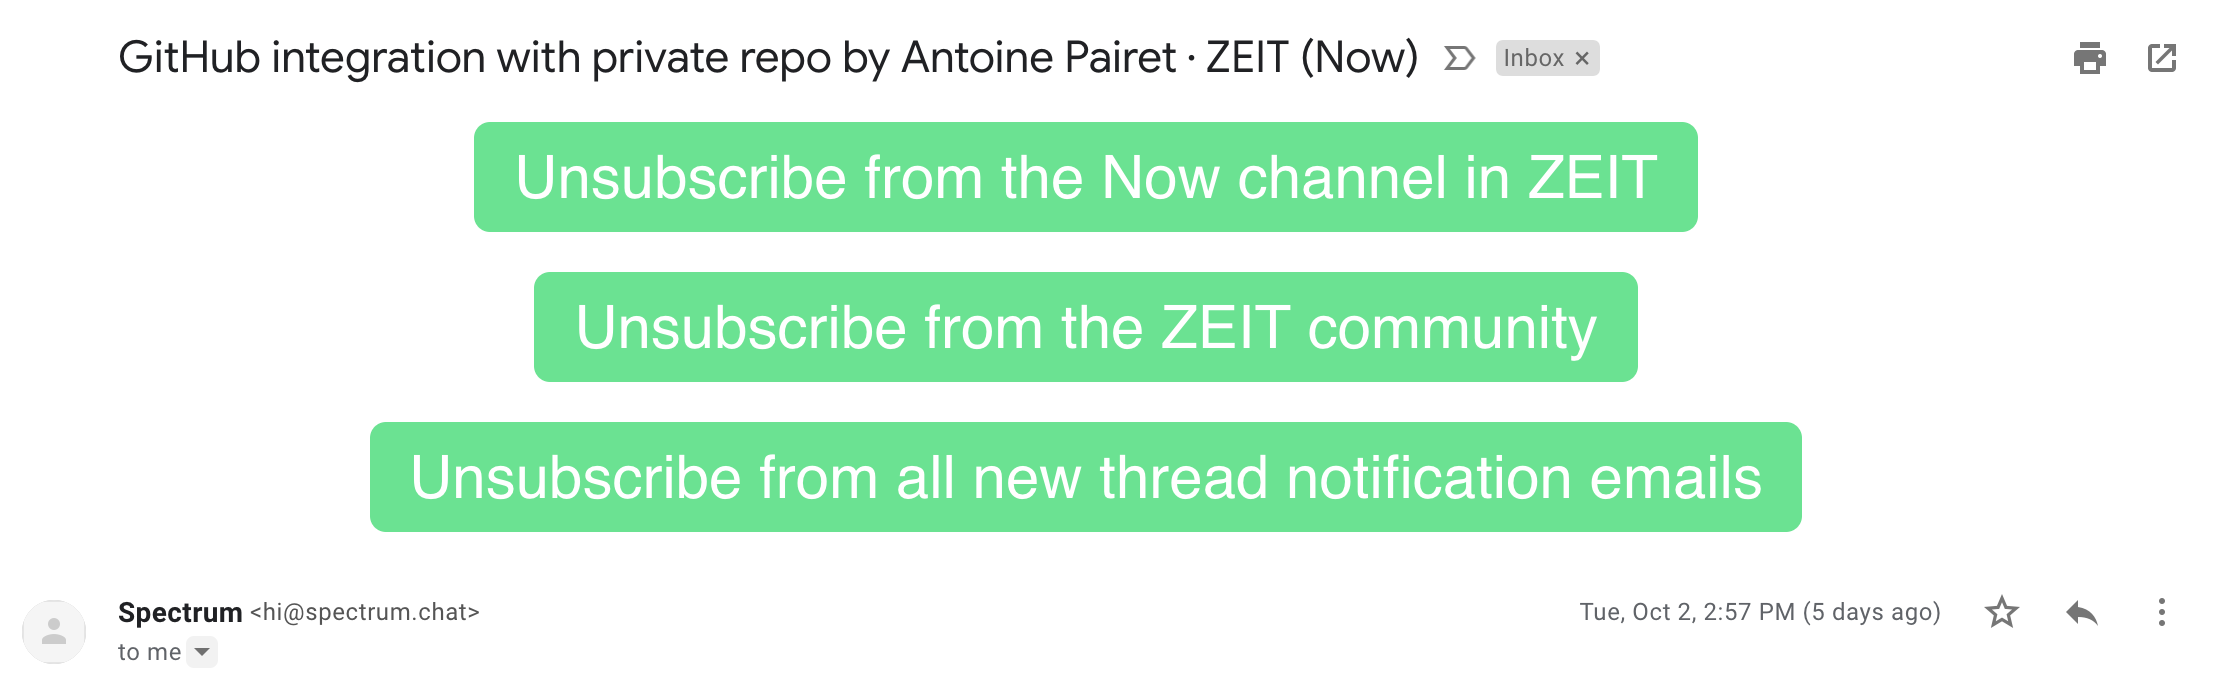 GitHub integration with private repo by Antoine Pairet · ZEIT (Now) Inbox ×
Unsubscribe from the Now channel in ZEIT
Unsubscribe from the ZEIT community
Unsubscribe from all new thread notification emails
Spectrum <hi@spectrum.chat> Tue, Oct 2, 2:57 PM (5 days ago)
to me